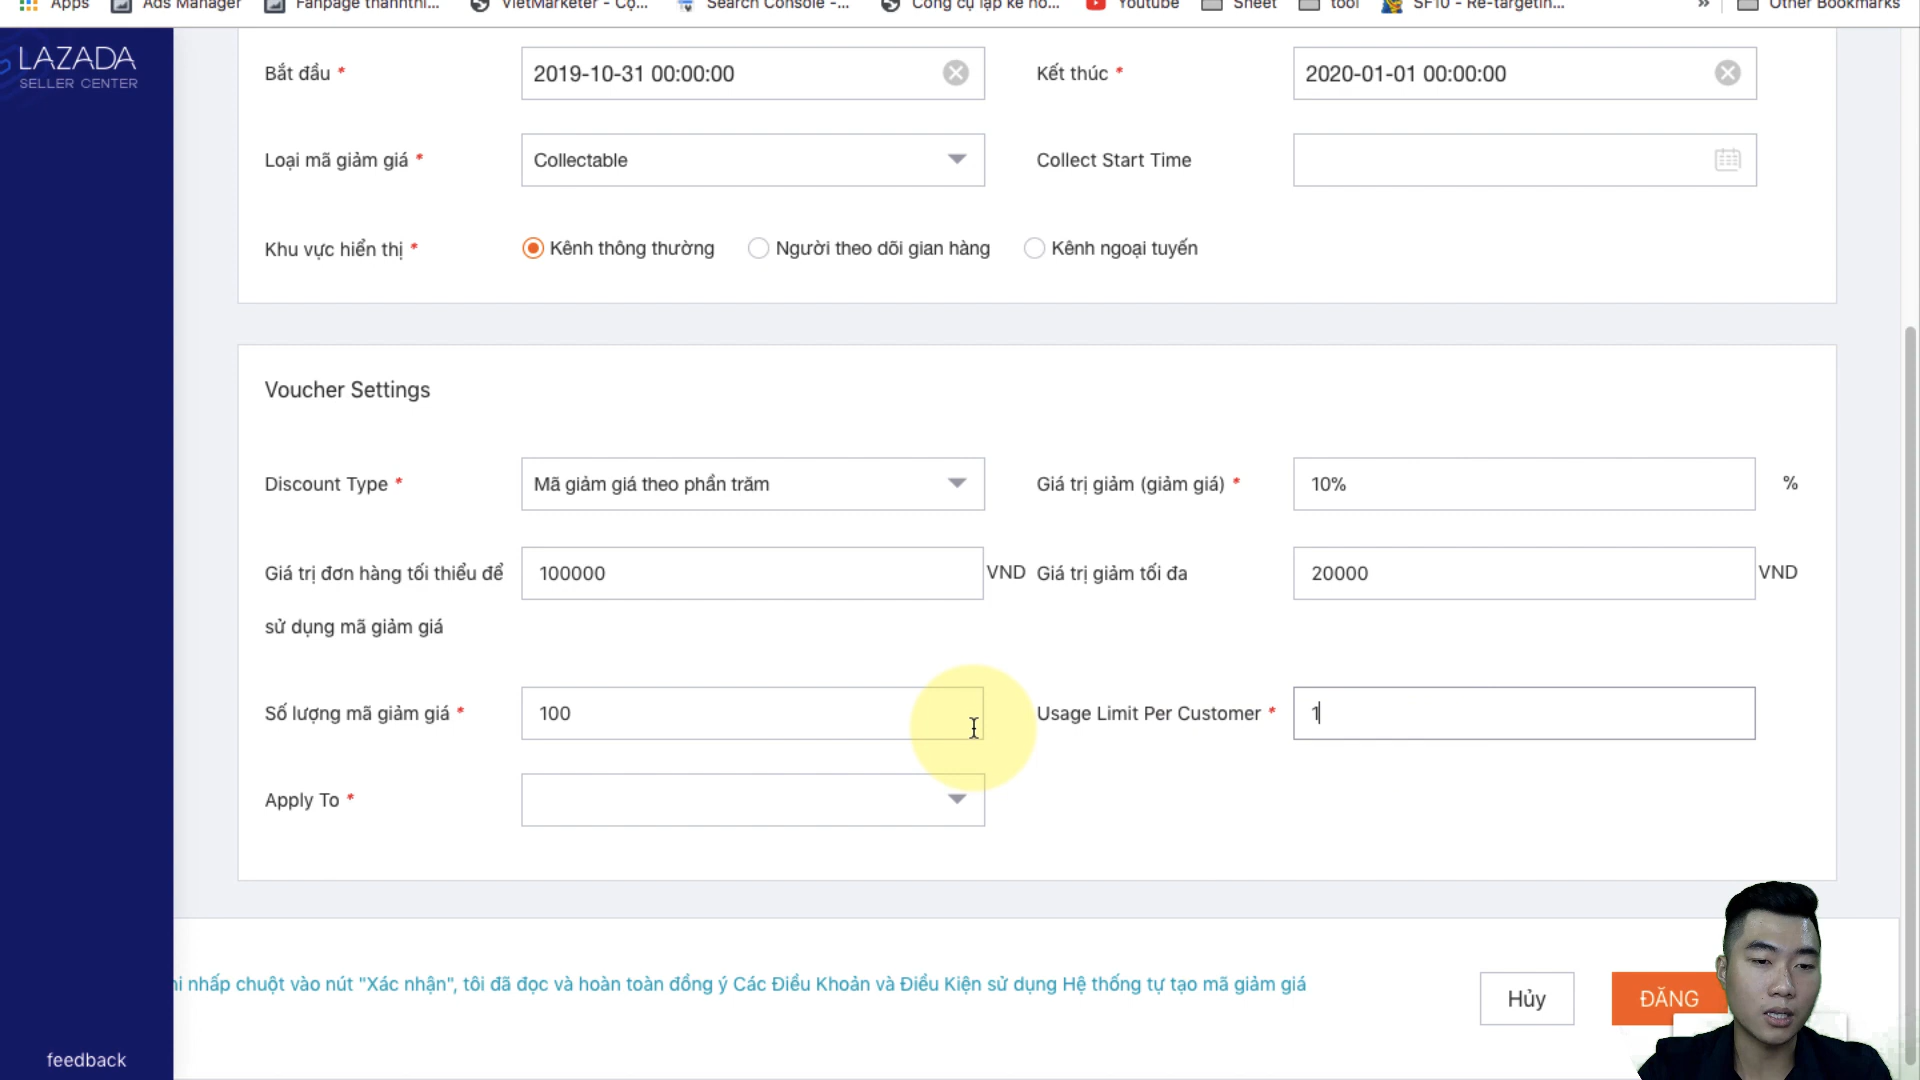 Apps Ads Manager Fanpage thanhthi... VietMarketer - Cộ... Search Console -... Công cụ lập kế ho... Youtube Sheet tool SF10 - Re-targetin... » Other Bookmarks
LAZADA
SELLER CENTER
Bắt đầu * 2019-10-31 00:00:00 Kết thúc * 2020-01-01 00:00:00
Loại mã giảm giá * Collectable Collect Start Time
Khu vực hiển thị * Kênh thông thường Người theo dõi gian hàng Kênh ngoại tuyến
Voucher Settings
Discount Type * Mã giảm giá theo phần trăm Giá trị giảm (giảm giá) * 10% %
Giá trị đơn hàng tối thiểu để 100000 VND Giá trị giảm tối đa 20000 VND
sử dụng mã giảm giá
Số lượng mã giảm giá * 100 Usage Limit Per Customer * 1
Apply To *
hi nhấp chuột vào nút "Xác nhận", tôi đã đọc và hoàn toàn đồng ý Các Điều Khoản và Điều Kiện sử dụng Hệ thống tự tạo mã giảm giá
Hủy ĐĂNG
feedback